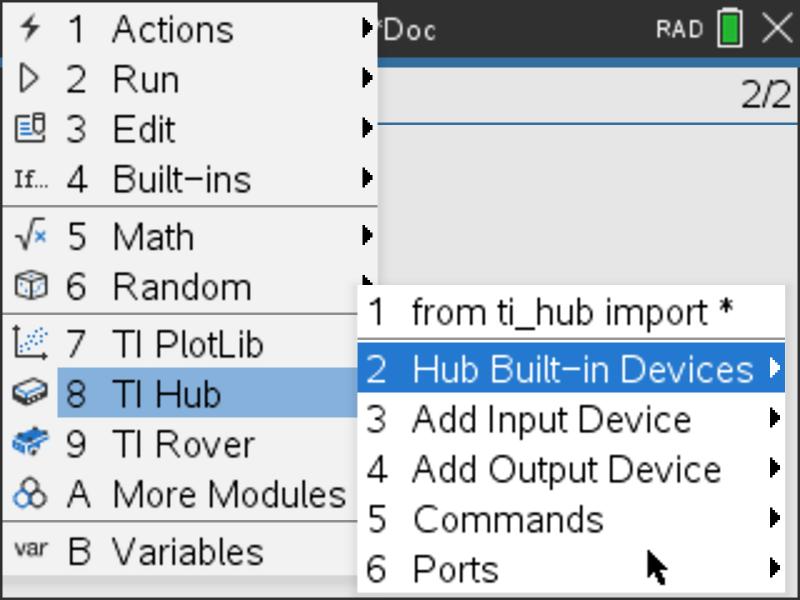 1 Actions
2 Run
3 Edit
If... 4 Built-ins
√x 5 Math
6 Random
7 TI PlotLib
8 TI Hub
9 TI Rover
A More Modules
var B Variables
*Doc RAD
2/2
1 from ti_hub import *
2 Hub Built-in Devices
3 Add Input Device
4 Add Output Device
5 Commands
6 Ports